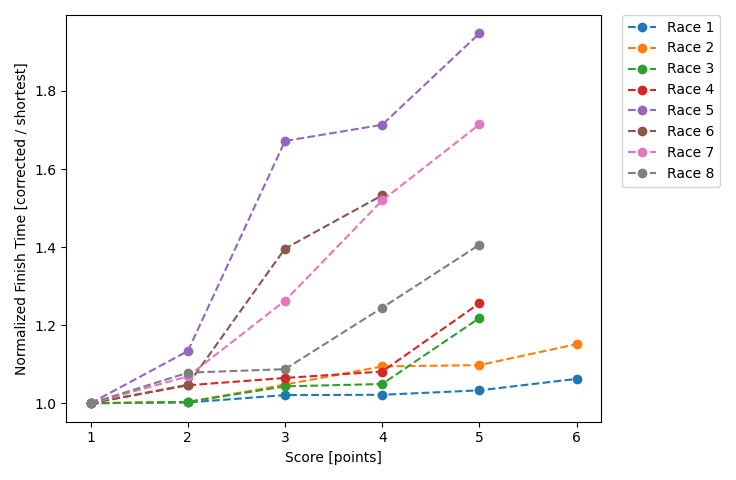 Normalized Finish Time [corrected / shortest]
1.8
1.6
1.4
1.2
1.0
1 2 3 4 5 6
Score [points]
Race 1
Race 2
Race 3
Race 4
Race 5
Race 6
Race 7
Race 8